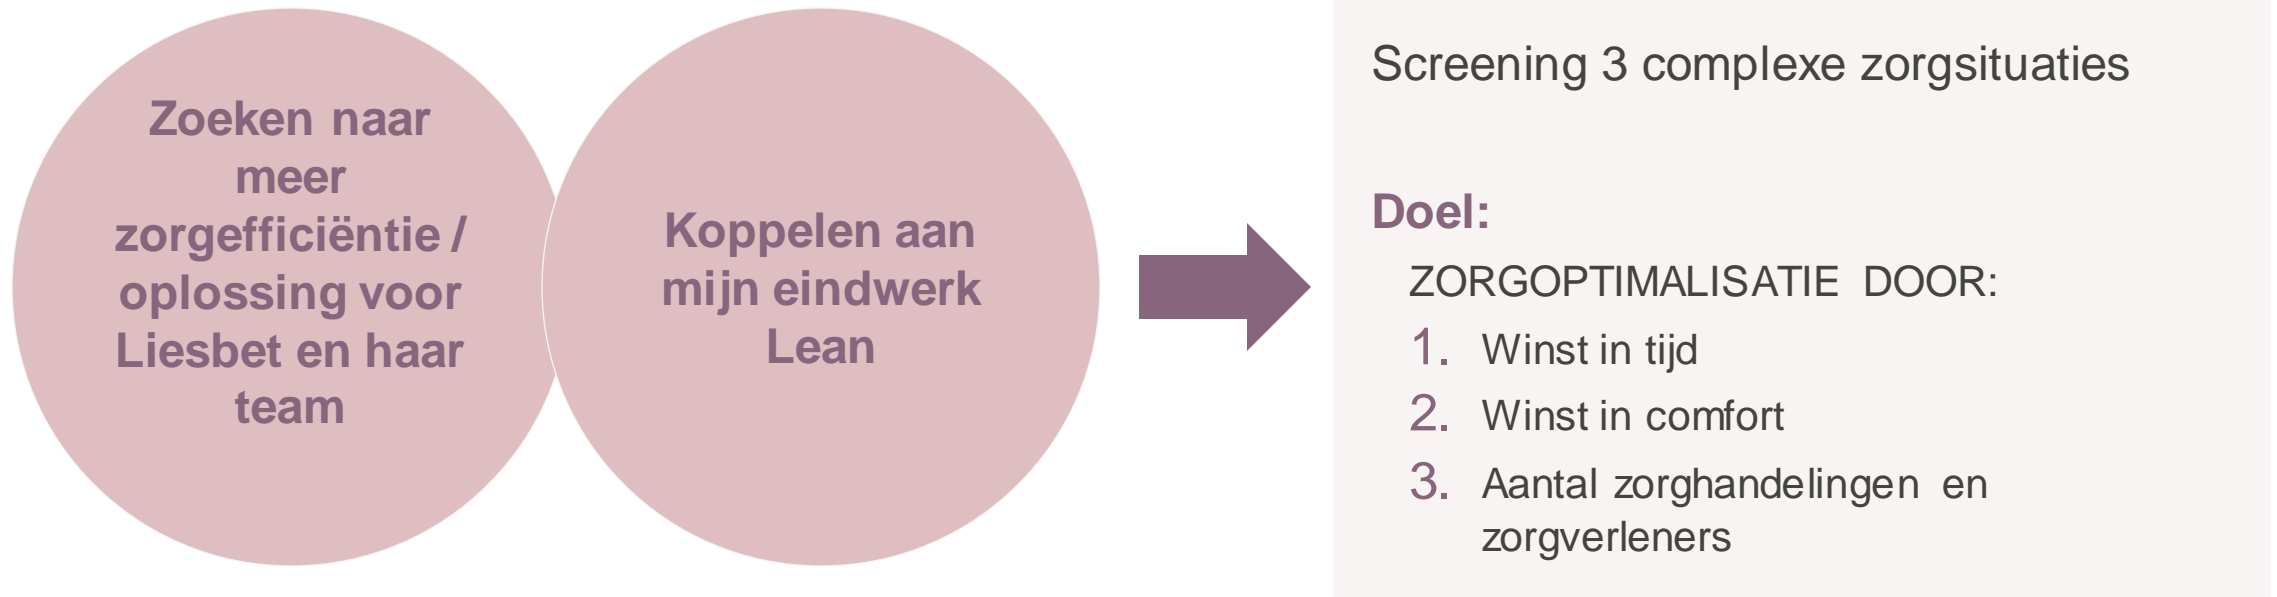 Zoeken naar
meer
zorgefficiëntie /
oplossing voor
Liesbet en haar
team
Koppelen aan
mijn eindwerk
Lean
Screening 3 complexe zorgsituaties
Doel:
ZORGOPTIMALISATIE DOOR:
1. Winst in tijd
2. Winst in comfort
3. Aantal zorghandelingen en
zorgverleners